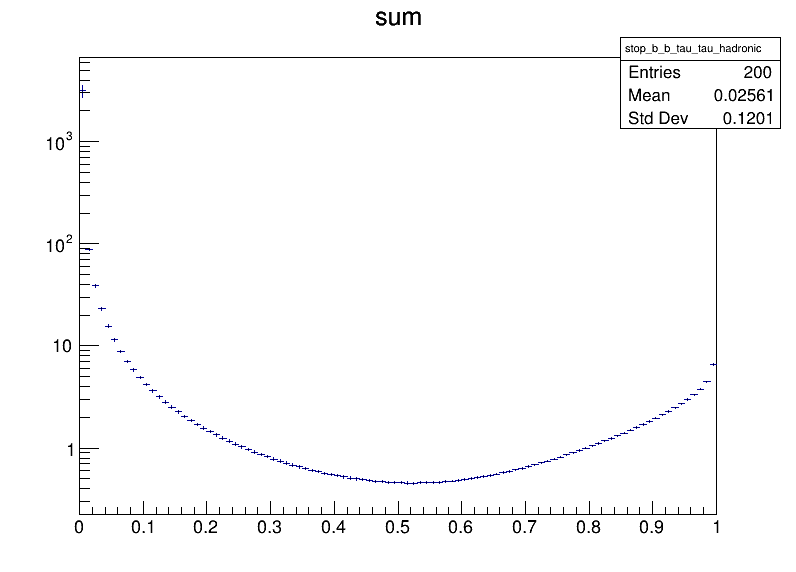 sum
stop_b_b_tau_tau_hadronic
Entries 200
Mean 0.02561
Std Dev 0.1201
10³
10²
10
1
0 0.1 0.2 0.3 0.4 0.5 0.6 0.7 0.8 0.9 1